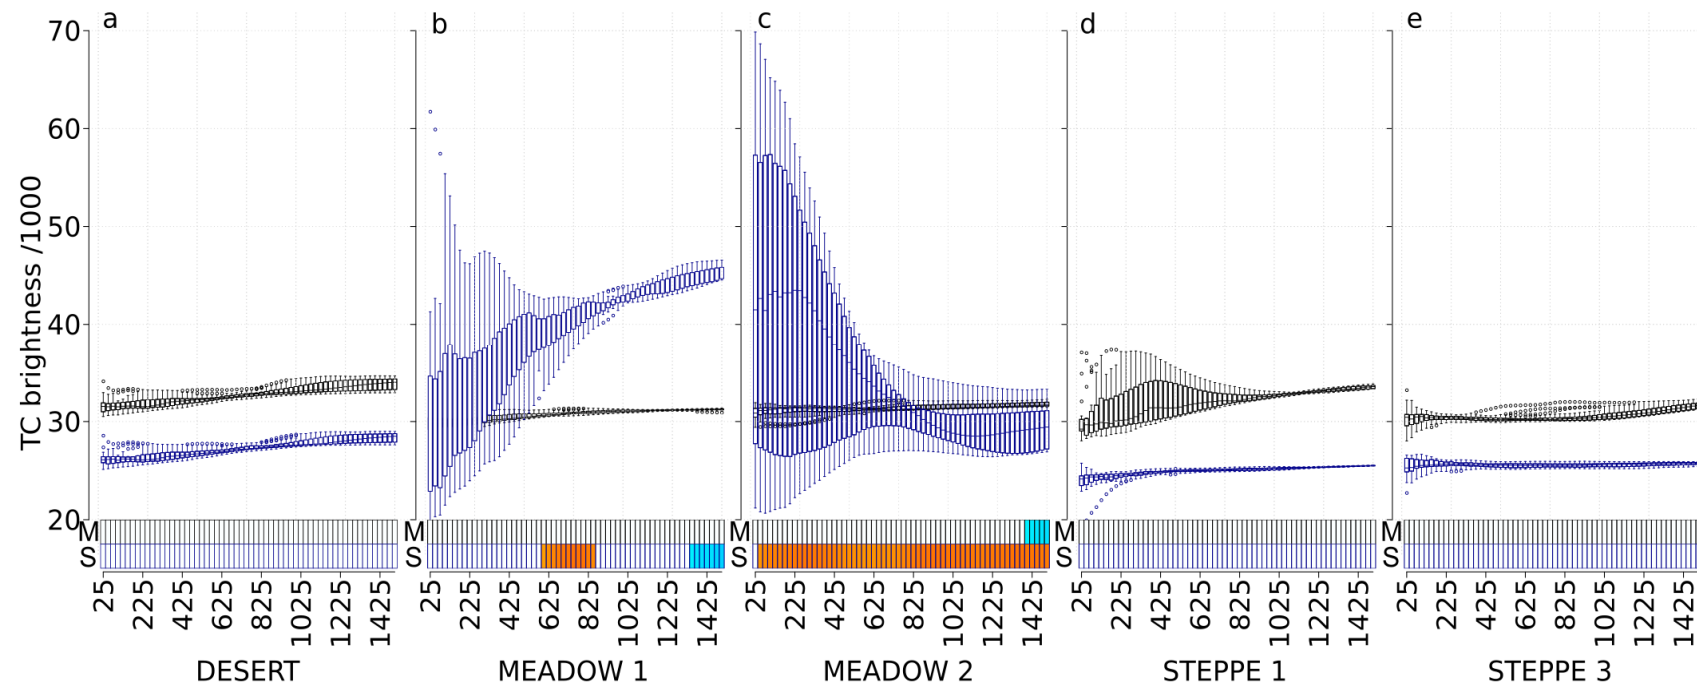 a b c d e
70
60
50
40
30
20
TC brightness /1000
M M M M M
S S S S S
25 225 425 625 825 1025 1225 1425 25 225 425 625 825 1025 1225 1425 25 225 425 625 825 1025 1225 1425 25 225 425 625 825 1025 1225 1425 25 225 425 625 825 1025 1225 1425
DESERT MEADOW 1 MEADOW 2 STEPPE 1 STEPPE 3